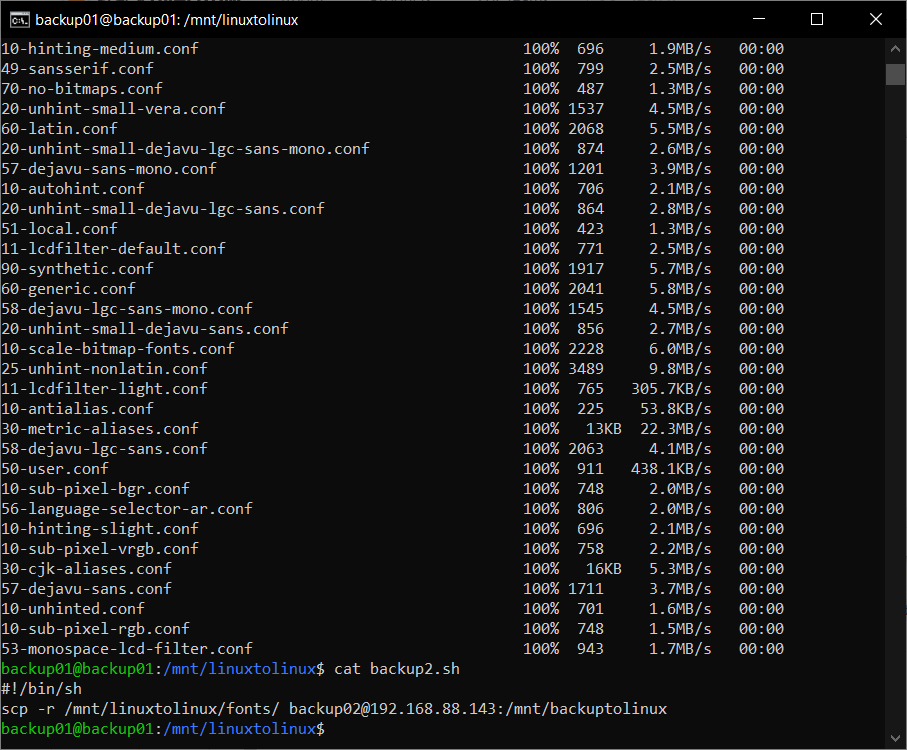 backup01@backup01: /mnt/linuxtolinux
10-hinting-medium.conf 100% 696 1.9MB/s 00:00
49-sansserif.conf 100% 799 2.5MB/s 00:00
70-no-bitmaps.conf 100% 487 1.3MB/s 00:00
20-unhint-small-vera.conf 100% 1537 4.5MB/s 00:00
60-latin.conf 100% 2068 5.5MB/s 00:00
20-unhint-small-dejavu-lgc-sans-mono.conf 100% 874 2.6MB/s 00:00
57-dejavu-sans-mono.conf 100% 1201 3.9MB/s 00:00
10-autohint.conf 100% 706 2.1MB/s 00:00
20-unhint-small-dejavu-lgc-sans.conf 100% 864 2.8MB/s 00:00
51-local.conf 100% 423 1.3MB/s 00:00
11-lcdfilter-default.conf 100% 771 2.5MB/s 00:00
90-synthetic.conf 100% 1917 5.7MB/s 00:00
60-generic.conf 100% 2041 5.8MB/s 00:00
58-dejavu-lgc-sans-mono.conf 100% 1545 4.5MB/s 00:00
20-unhint-small-dejavu-sans.conf 100% 856 2.7MB/s 00:00
10-scale-bitmap-fonts.conf 100% 2228 6.0MB/s 00:00
25-unhint-nonlatin.conf 100% 3489 9.8MB/s 00:00
11-lcdfilter-light.conf 100% 765 305.7KB/s 00:00
10-antialias.conf 100% 225 53.8KB/s 00:00
30-metric-aliases.conf 100% 13KB 22.3MB/s 00:00
58-dejavu-lgc-sans.conf 100% 2063 4.1MB/s 00:00
50-user.conf 100% 911 438.1KB/s 00:00
10-sub-pixel-bgr.conf 100% 748 2.0MB/s 00:00
56-language-selector-ar.conf 100% 806 2.0MB/s 00:00
10-hinting-slight.conf 100% 696 2.1MB/s 00:00
10-sub-pixel-vrgb.conf 100% 758 2.2MB/s 00:00
30-cjk-aliases.conf 100% 16KB 5.3MB/s 00:00
57-dejavu-sans.conf 100% 1711 3.7MB/s 00:00
10-unhinted.conf 100% 701 1.6MB/s 00:00
10-sub-pixel-rgb.conf 100% 748 1.5MB/s 00:00
53-monospace-lcd-filter.conf 100% 943 1.7MB/s 00:00
backup01@backup01:/mnt/linuxtolinux$ cat backup2.sh
#!/bin/sh
scp -r /mnt/linuxtolinux/fonts/ backup02@192.168.88.143:/mnt/backuptolinux
backup01@backup01:/mnt/linuxtolinux$